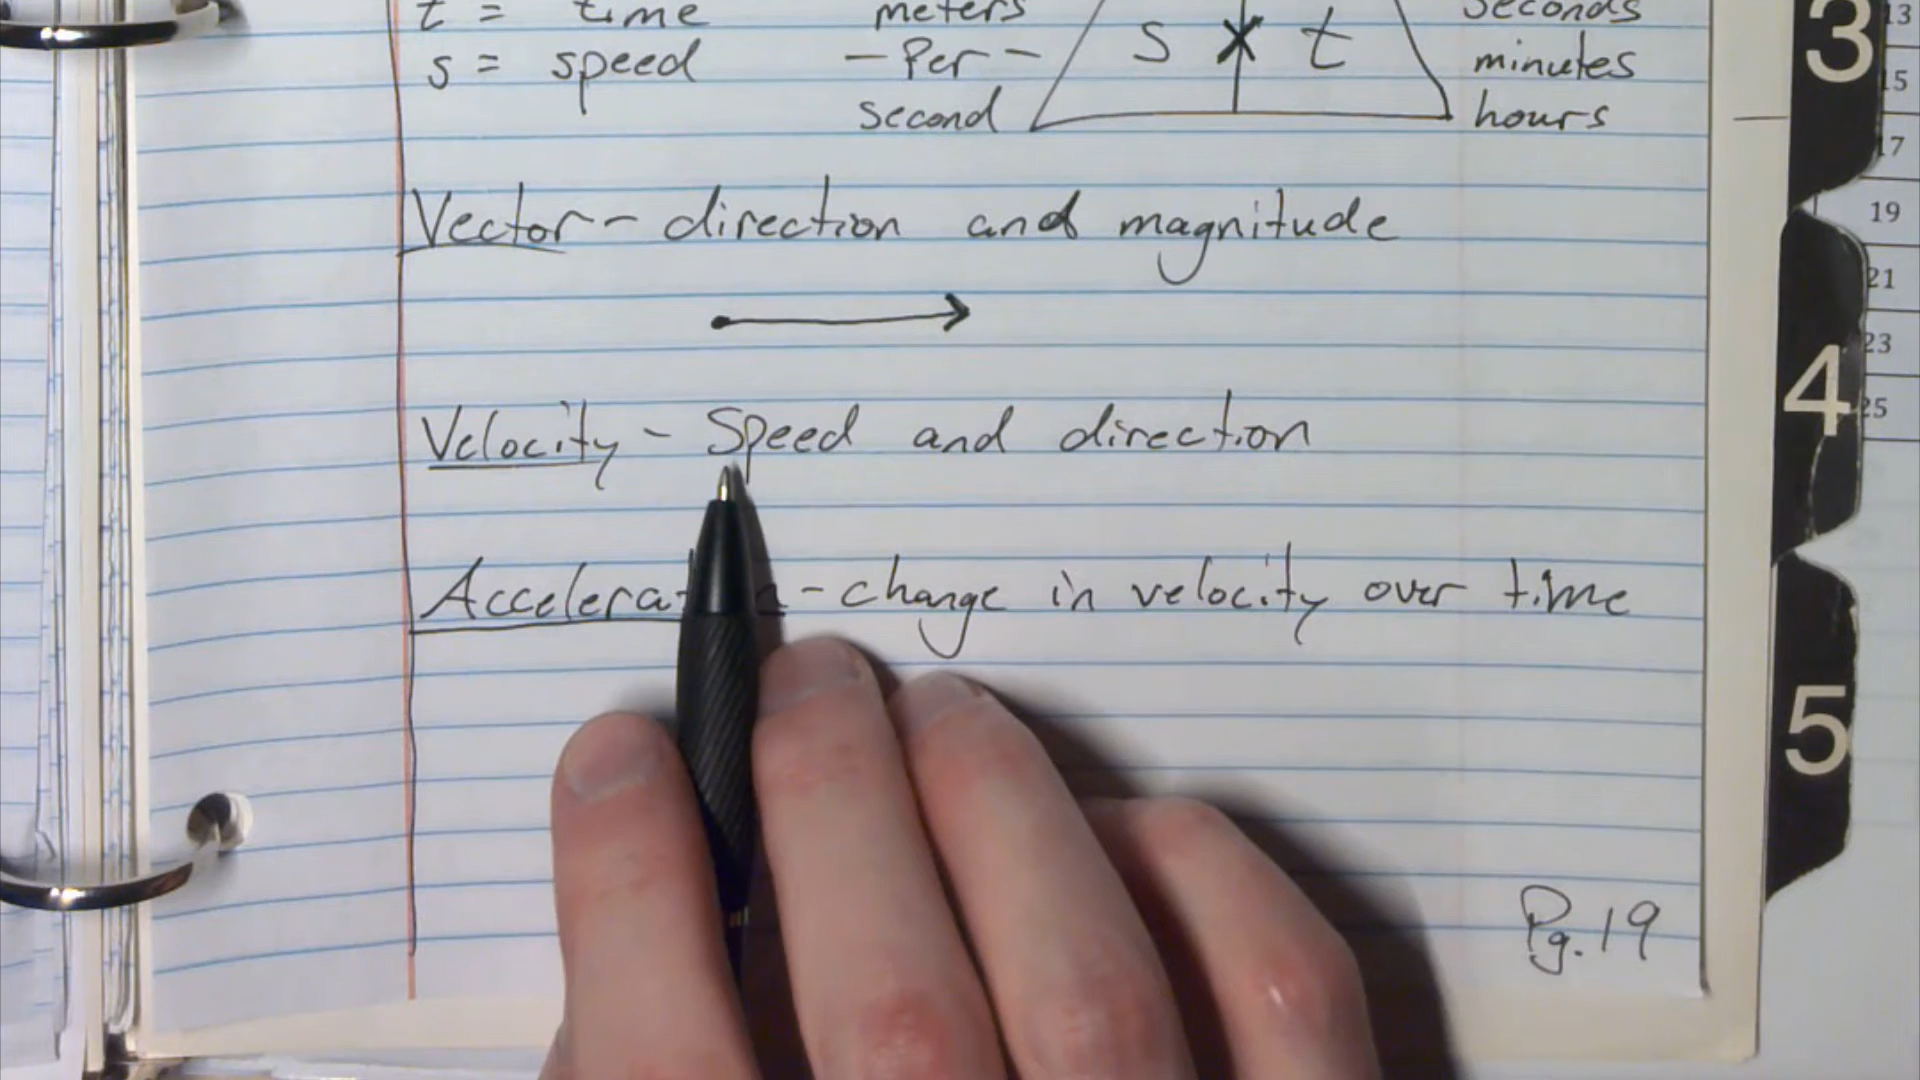 t = time meters seconds
s = speed - Per - s × t minutes
second hours
Vector - direction and magnitude
Velocity - Speed and direction
- change in velocity over time
Pg. 19
3
4
5
13
15
17
19
21
23
25